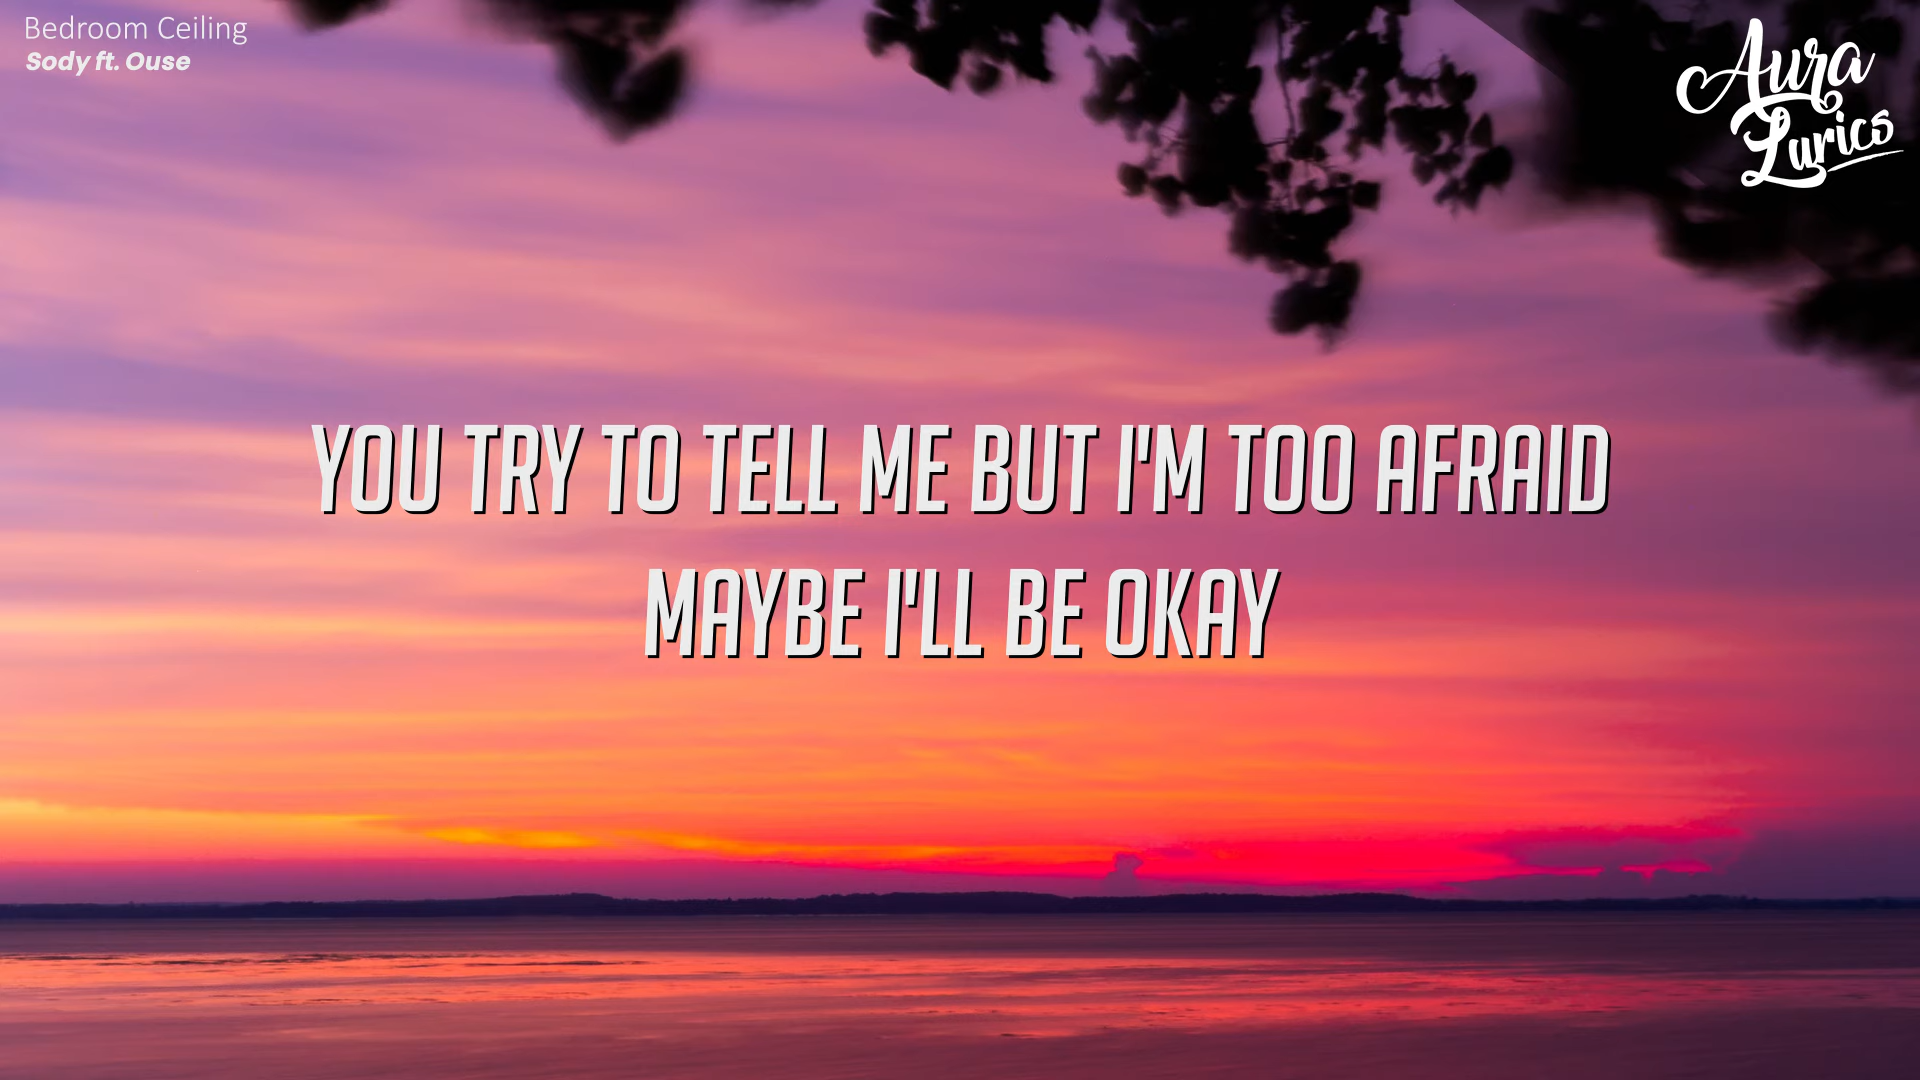 Bedroom Ceiling
Sody ft. Ouse
Aura
Lyrics
YOU TRY TO TELL ME BUT I'M TOO AFRAID
MAYBE I'LL BE OKAY